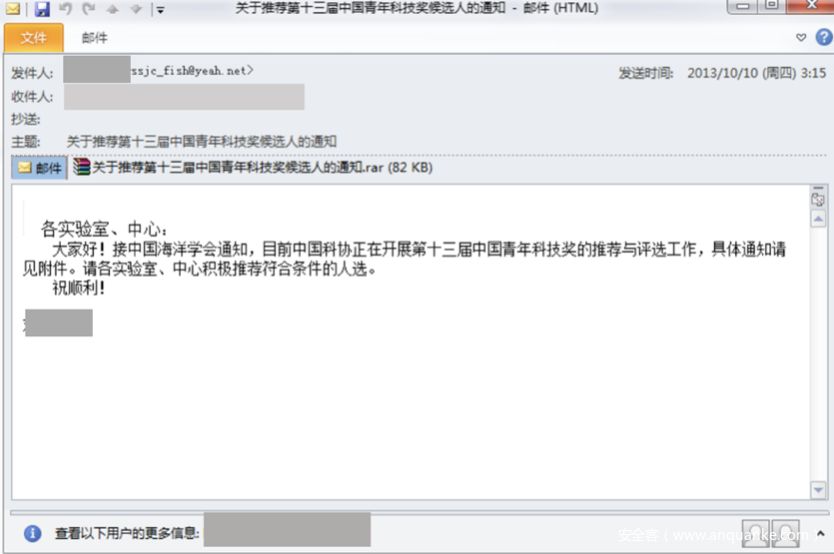 关于推荐第十三届中国青年科技奖候选人的通知 - 邮件 (HTML)
文件 邮件
发件人: ssjc_fish@yeah.net> 发送时间: 2013/10/10 (周四) 3:15
收件人:
抄送:
主题: 关于推荐第十三届中国青年科技奖候选人的通知
邮件 关于推荐第十三届中国青年科技奖候选人的通知.rar (82 KB)
各实验室、中心：
大家好！接中国海洋学会通知，目前中国科协正在开展第十三届中国青年科技奖的推荐与评选工作，具体通知请
见附件。请各实验室、中心积极推荐符合条件的人选。
祝顺利！
查看以下用户的更多信息:
安全客（www.anquanke.com）